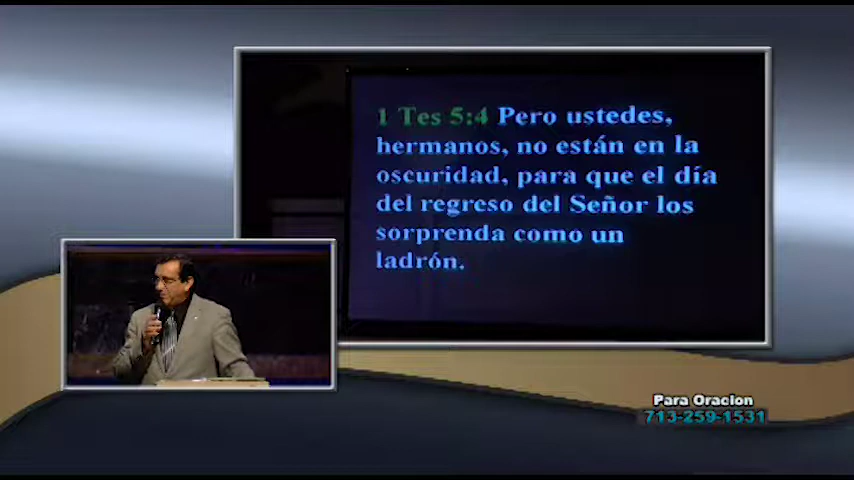 1 Tes 5:4 Pero ustedes,
hermanos, no están en la
oscuridad, para que el día
del regreso del Señor los
sorprenda como un
ladrón.
Para Oracion
713-259-1531